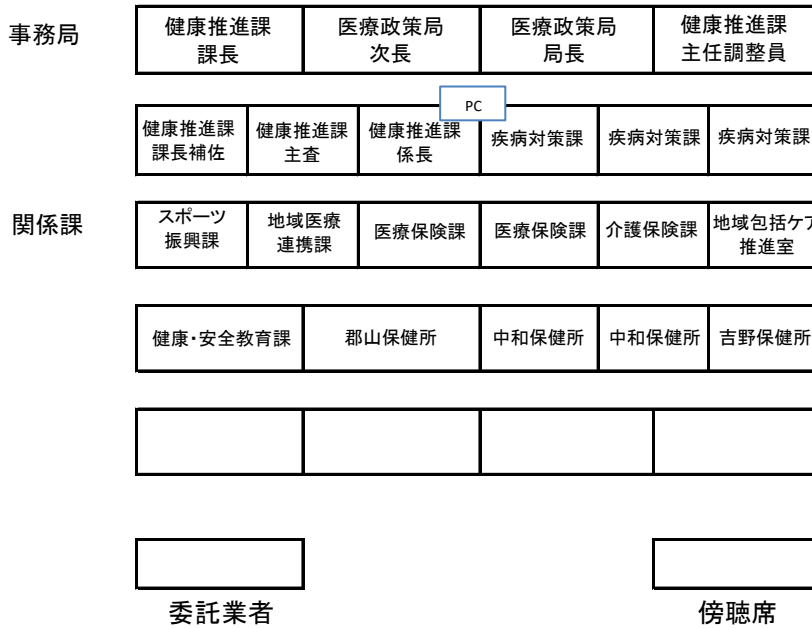 事務局
健康推進課
課長
医療政策局
次長
医療政策局
局長
健康推進課
主任調整員
PC
健康推進課
課長補佐
健康推進課
主査
健康推進課
係長
疾病対策課
疾病対策課
疾病対策課
関係課
スポーツ
振興課
地域医療
連携課
医療保険課
医療保険課
介護保険課
地域包括ケア
推進室
健康・安全教育課
郡山保健所
中和保健所
中和保健所
吉野保健所
委託業者
傍聴席